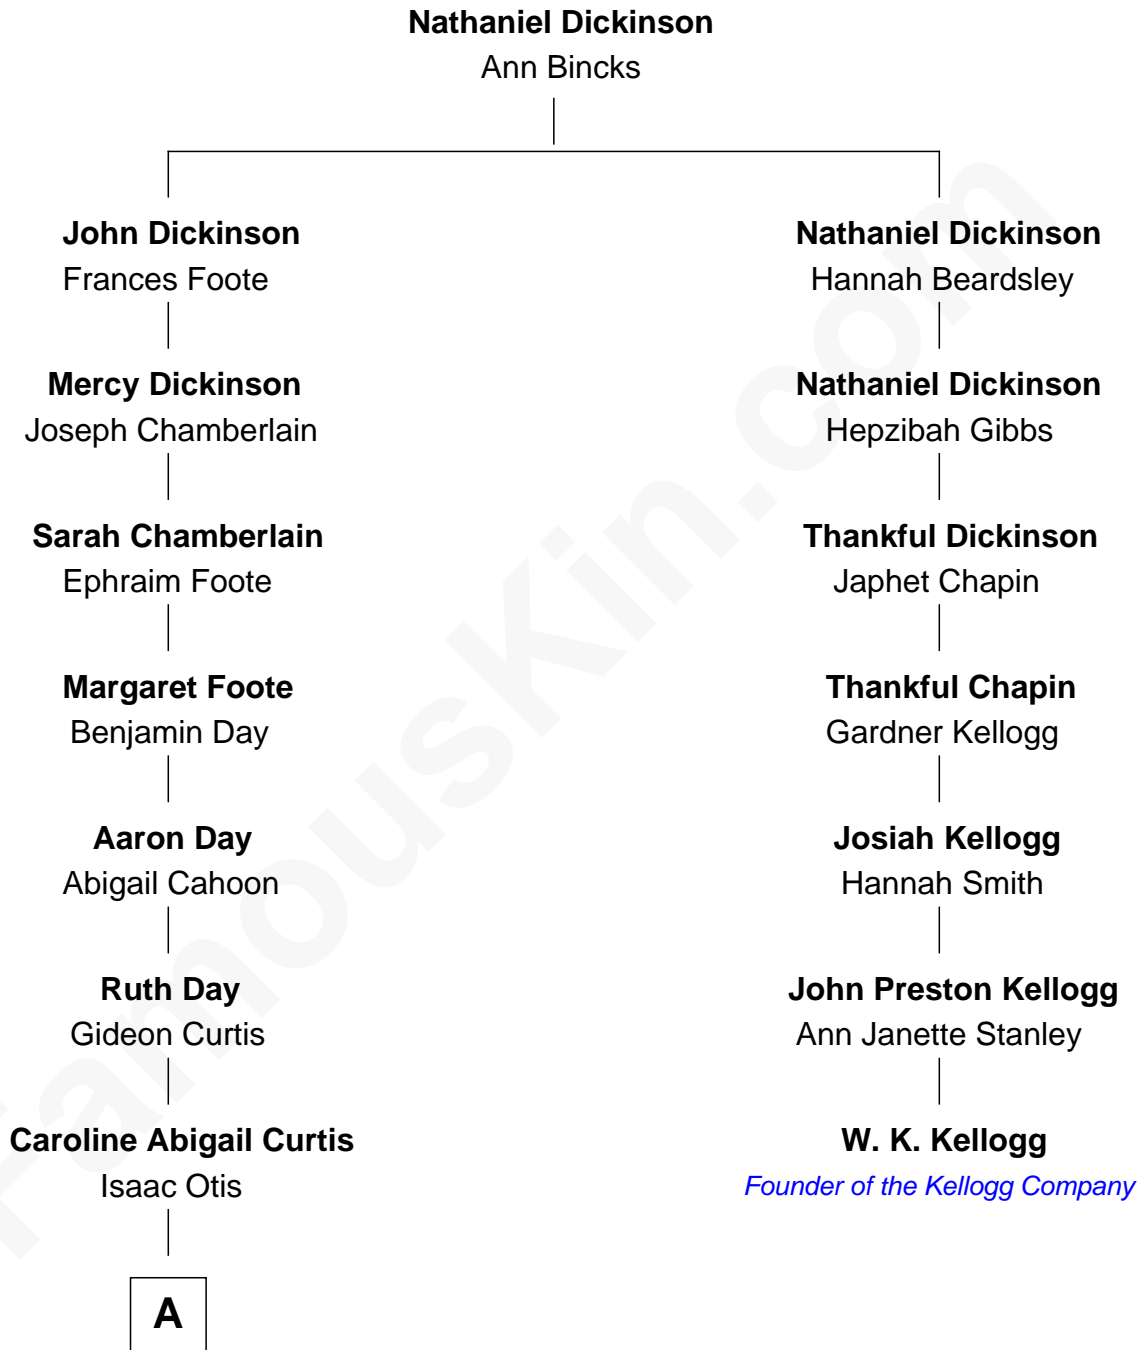 Nathaniel Dickinson
Ann Bincks
John Dickinson
Frances Foote
Nathaniel Dickinson
Hannah Beardsley
Mercy Dickinson
Joseph Chamberlain
Nathaniel Dickinson
Hepzibah Gibbs
Sarah Chamberlain
Ephraim Foote
Thankful Dickinson
Japhet Chapin
Margaret Foote
Benjamin Day
Thankful Chapin
Gardner Kellogg
Aaron Day
Abigail Cahoon
Josiah Kellogg
Hannah Smith
Ruth Day
Gideon Curtis
John Preston Kellogg
Ann Janette Stanley
Caroline Abigail Curtis
Isaac Otis
W. K. Kellogg
Founder of the Kellogg Company
A
FamousKin.com